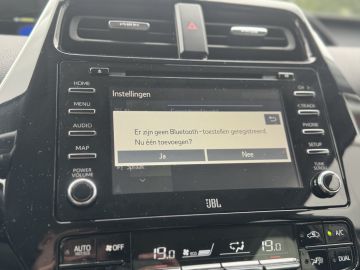 HOME
MENU
AUDIO
MAP
POWER
VOLUME
Instellingen
Er zijn geen Bluetooth-toestellen geregistreerd.
Nu één toevoegen?
Ja
Nee
CH
TRACK
PHONE
SETUP
TUNE
SCROLL
JBL
AUTO
OFF
19.0
ECO
19.0
A/C
DUAL